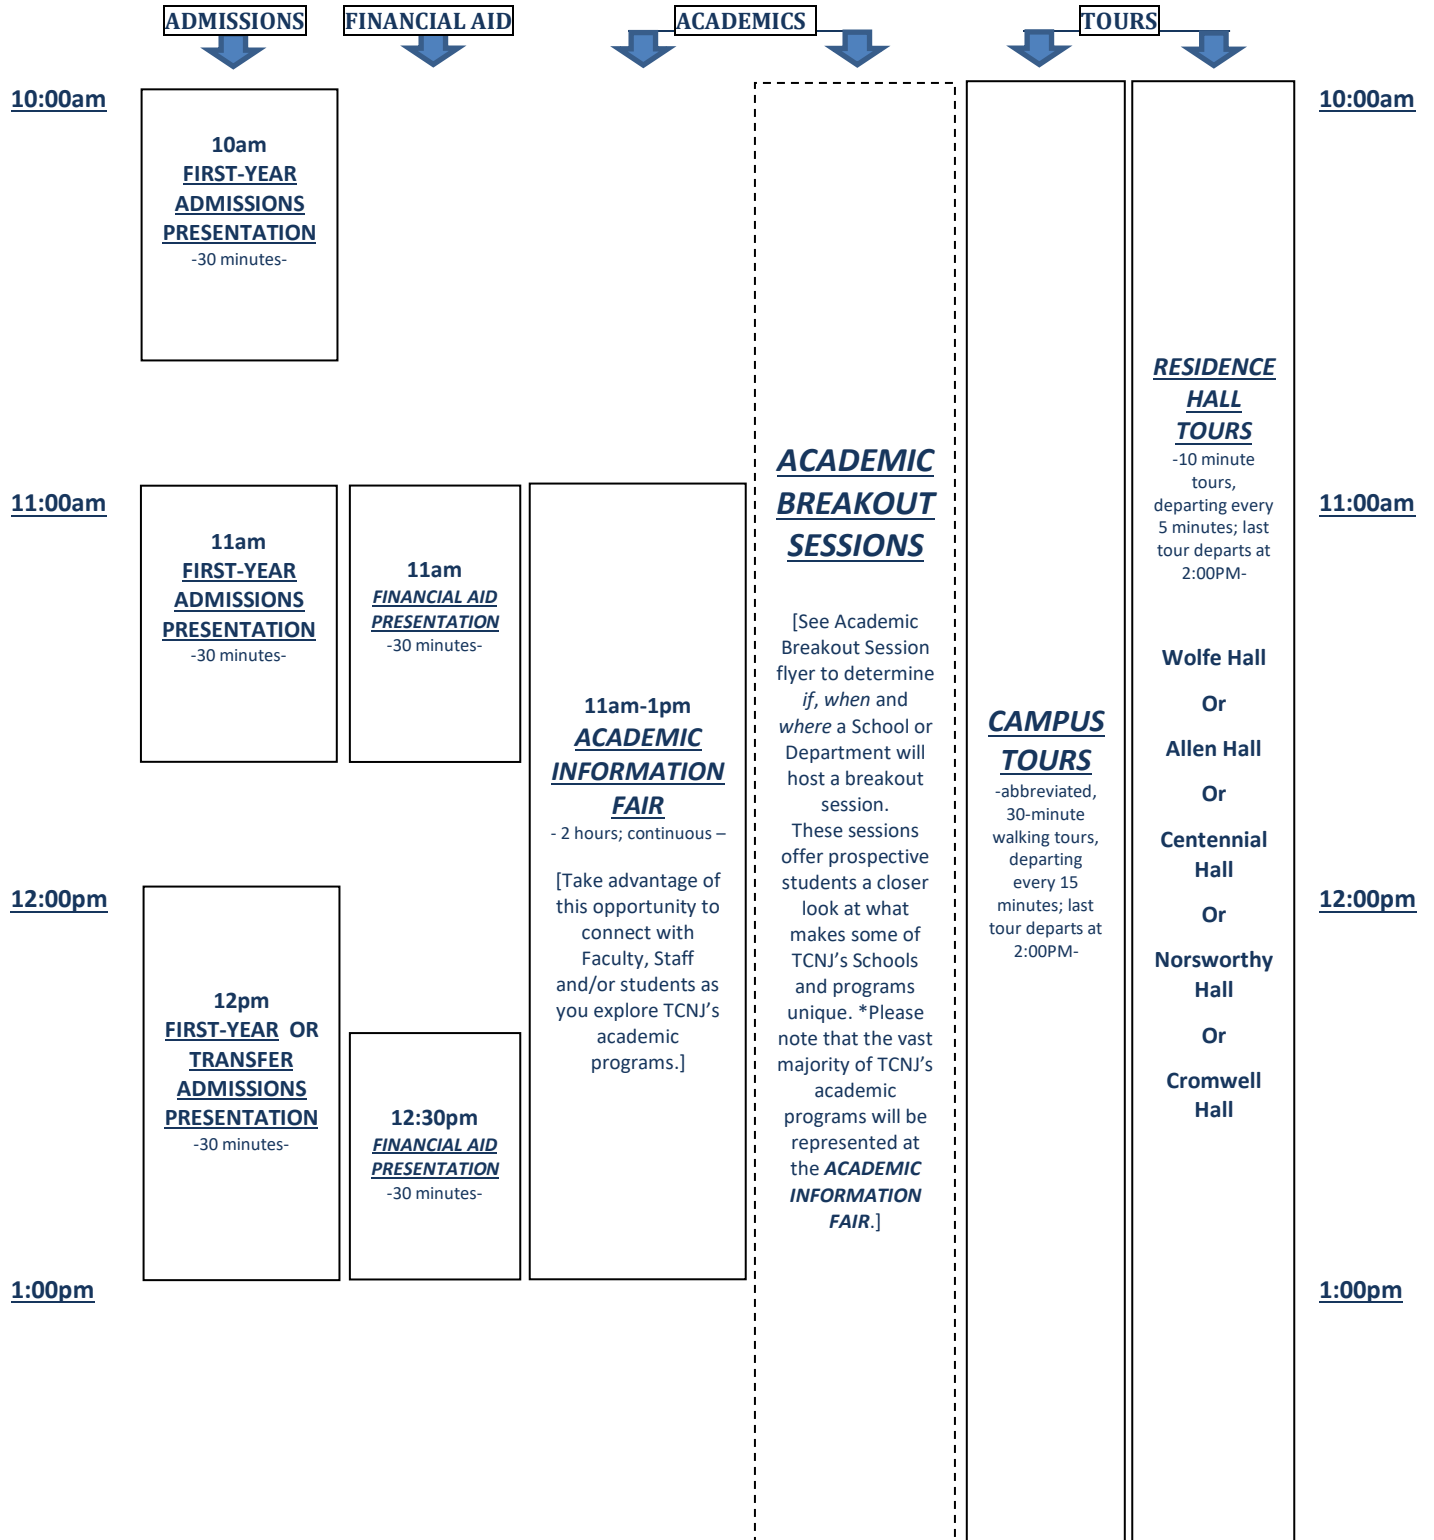 ADMISSIONS
FINANCIAL AID
ACADEMICS
TOURS
10:00am
11:00am
12:00pm
1:00pm
10am
FIRST-YEAR
ADMISSIONS
PRESENTATION
-30 minutes-
11am
FIRST-YEAR
ADMISSIONS
PRESENTATION
-30 minutes-
12pm
FIRST-YEAR OR
TRANSFER
ADMISSIONS
PRESENTATION
-30 minutes-
11am
FINANCIAL AID
PRESENTATION
-30 minutes-
12:30pm
FINANCIAL AID
PRESENTATION
-30 minutes-
11am-1pm
ACADEMIC
INFORMATION
FAIR
- 2 hours; continuous –
[Take advantage of
this opportunity to
connect with
Faculty, Staff
and/or students as
you explore TCNJ’s
academic
programs.]
ACADEMIC
BREAKOUT
SESSIONS
[See Academic
Breakout Session
flyer to determine
if, when and
where a School or
Department will
host a breakout
session.
These sessions
offer prospective
students a closer
look at what
makes some of
TCNJ’s Schools
and programs
unique. *Please
note that the vast
majority of TCNJ’s
academic
programs will be
represented at
the ACADEMIC
INFORMATION
FAIR.]
CAMPUS
TOURS
-abbreviated,
30-minute
walking tours,
departing
every 15
minutes; last
tour departs at
2:00PM-
RESIDENCE
HALL
TOURS
-10 minute
tours,
departing every
5 minutes; last
tour departs at
2:00PM-
Wolfe Hall
Or
Allen Hall
Or
Centennial
Hall
Or
Norsworthy
Hall
Or
Cromwell
Hall
10:00am
11:00am
12:00pm
1:00pm